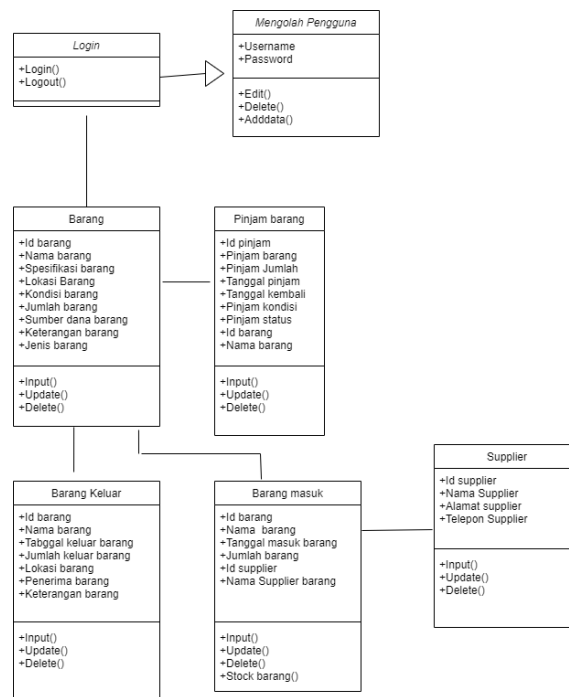 Mengolah Pengguna
+Username
+Password
+Edit()
+Delete()
+Adddata()
Login
+Login()
+Logout()
Barang
+Id barang
+Nama barang
+Spesifikasi barang
+Lokasi Barang
+Kondisi barang
+Jumlah barang
+Sumber dana barang
+Keterangan barang
+Jenis barang
+Input()
+Update()
+Delete()
Pinjam barang
+Id pinjam
+Pinjam barang
+Pinjam Jumlah
+Tanggal pinjam
+Tanggal kembali
+Pinjam kondisi
+Pinjam status
+Id barang
+Nama barang
+Input()
+Update()
+Delete()
Barang Keluar
+Id barang
+Nama barang
+Tabggal keluar barang
+Jumlah keluar barang
+Lokasi barang
+Penerima barang
+Keterangan barang
+Input()
+Update()
+Delete()
Barang masuk
+Id barang
+Nama barang
+Tanggal masuk barang
+Jumlah barang
+Id supplier
+Nama Supplier barang
+Input()
+Update()
+Delete()
+Stock barang()
Supplier
+Id supplier
+Nama Supplier
+Alamat supplier
+Telepon Supplier
+Input()
+Update()
+Delete()